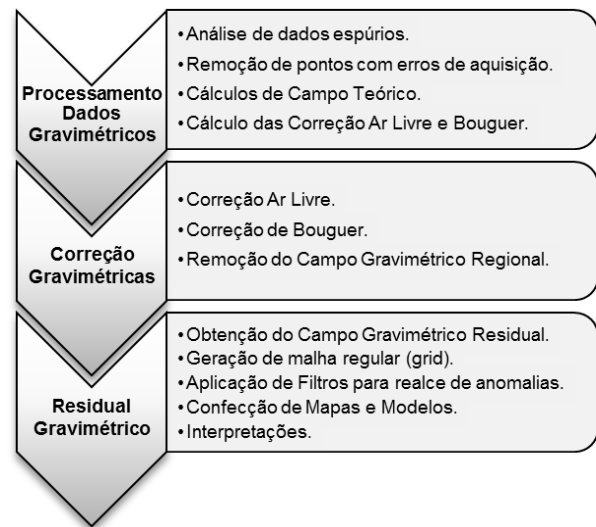 Processamento
Dados
Gravimétricos
•Análise de dados espúrios.
•Remoção de pontos com erros de aquisição.
•Cálculos de Campo Teórico.
•Cálculo das Correção Ar Livre e Bouguer.
Correção
Gravimétricas
•Correção Ar Livre.
•Correção de Bouguer.
•Remoção do Campo Gravimétrico Regional.
Residual
Gravimétrico
•Obtenção do Campo Gravimétrico Residual.
•Geração de malha regular (grid).
•Aplicação de Filtros para realce de anomalias.
•Confecção de Mapas e Modelos.
•Interpretações.